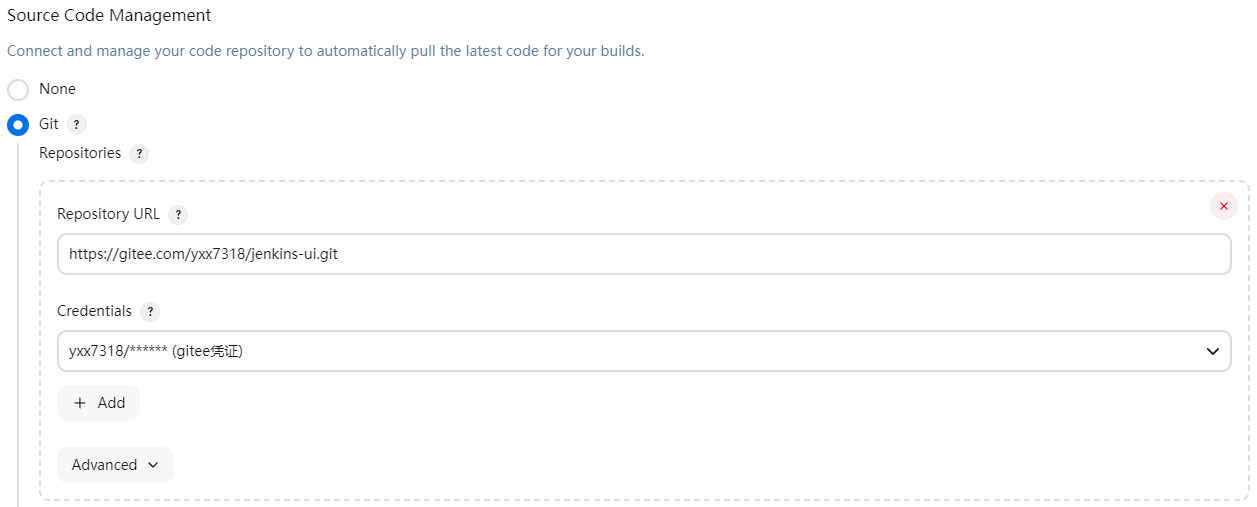 Source Code Management
Connect and manage your code repository to automatically pull the latest code for your builds.
None
Git ?
Repositories ?
Repository URL ?
https://gitee.com/yxx7318/jenkins-ui.git
Credentials ?
yxx7318/****** (gitee凭证)
+ Add
Advanced